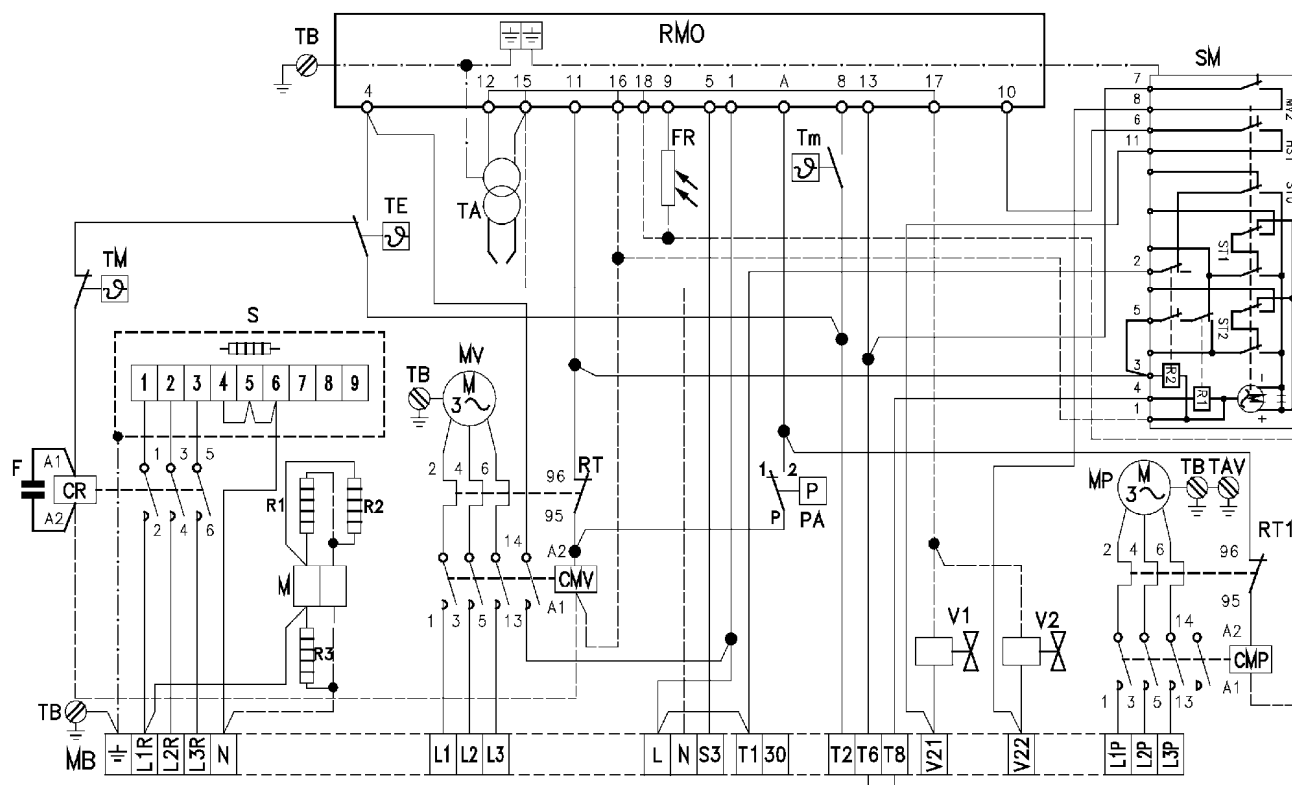 TB
RMO
SM
4
12
15
11
16
18
9
5
1
A
8
13
17
10
7
8
6
11
2
5
3
4
1
MV2
ST0
ST1
ST2
R2
R1
M
- +
FR
Tm
ϑ
TA
TE
ϑ
TM
ϑ
S
1 2 3 4 5 6 7 8 9
MV
TB
M
3~
2 4 6
RT
96
95
1 2
P
P
PA
MP
M
3~
TB TAV
2 4 6
RT1
96
95
F
A1
CR
A2
1 3 5
2 4 6
R1
R2
M
R3
14
A2
CMV
A1
1 3 5 13
V1
V2
14
A2
CMP
A1
1 3 5 13
TB
MB
L1R
L2R
L3R
N
L1 L2 L3
L N S3 T1 30
T2 T6 T8
V21
V22
L1P
L2P
L3P